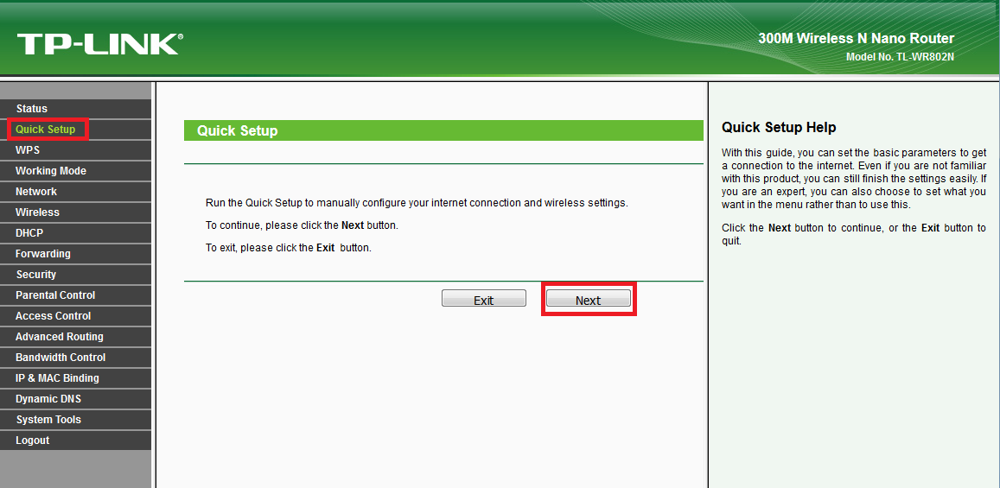 TP-LINK®
300M Wireless N Nano Router
Model No. TL-WR802N
Status
Quick Setup
WPS
Working Mode
Network
Wireless
DHCP
Forwarding
Security
Parental Control
Access Control
Advanced Routing
Bandwidth Control
IP & MAC Binding
Dynamic DNS
System Tools
Logout
Quick Setup
Run the Quick Setup to manually configure your internet connection and wireless settings.
To continue, please click the Next button.
To exit, please click the Exit button.
Exit
Next
Quick Setup Help
With this guide, you can set the basic parameters to get
a connection to the internet. Even if you are not familiar
with this product, you can still finish the settings easily. If
you are an expert, you can also choose to set what you
want in the menu rather than to use this.
Click the Next button to continue, or the Exit button to
quit.